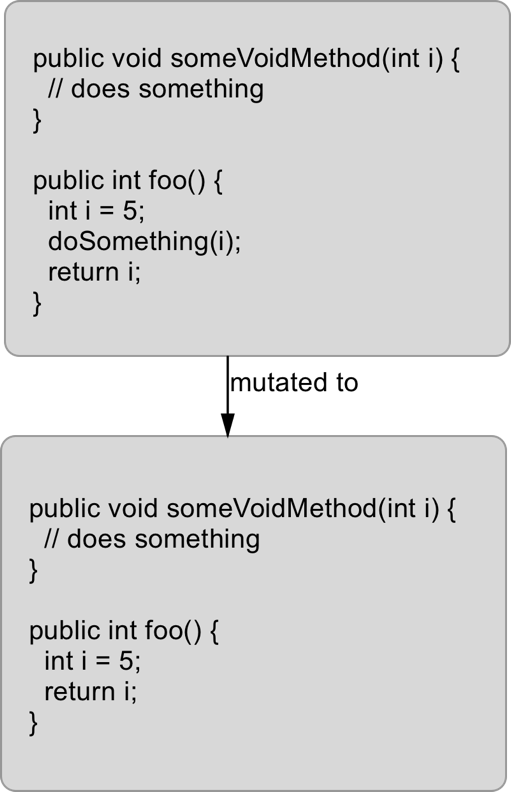 public void someVoidMethod(int i) {
  // does something
}

public int foo() {
  int i = 5;
  doSomething(i);
  return i;
}
mutated to
public void someVoidMethod(int i) {
  // does something
}

public int foo() {
  int i = 5;
  return i;
}